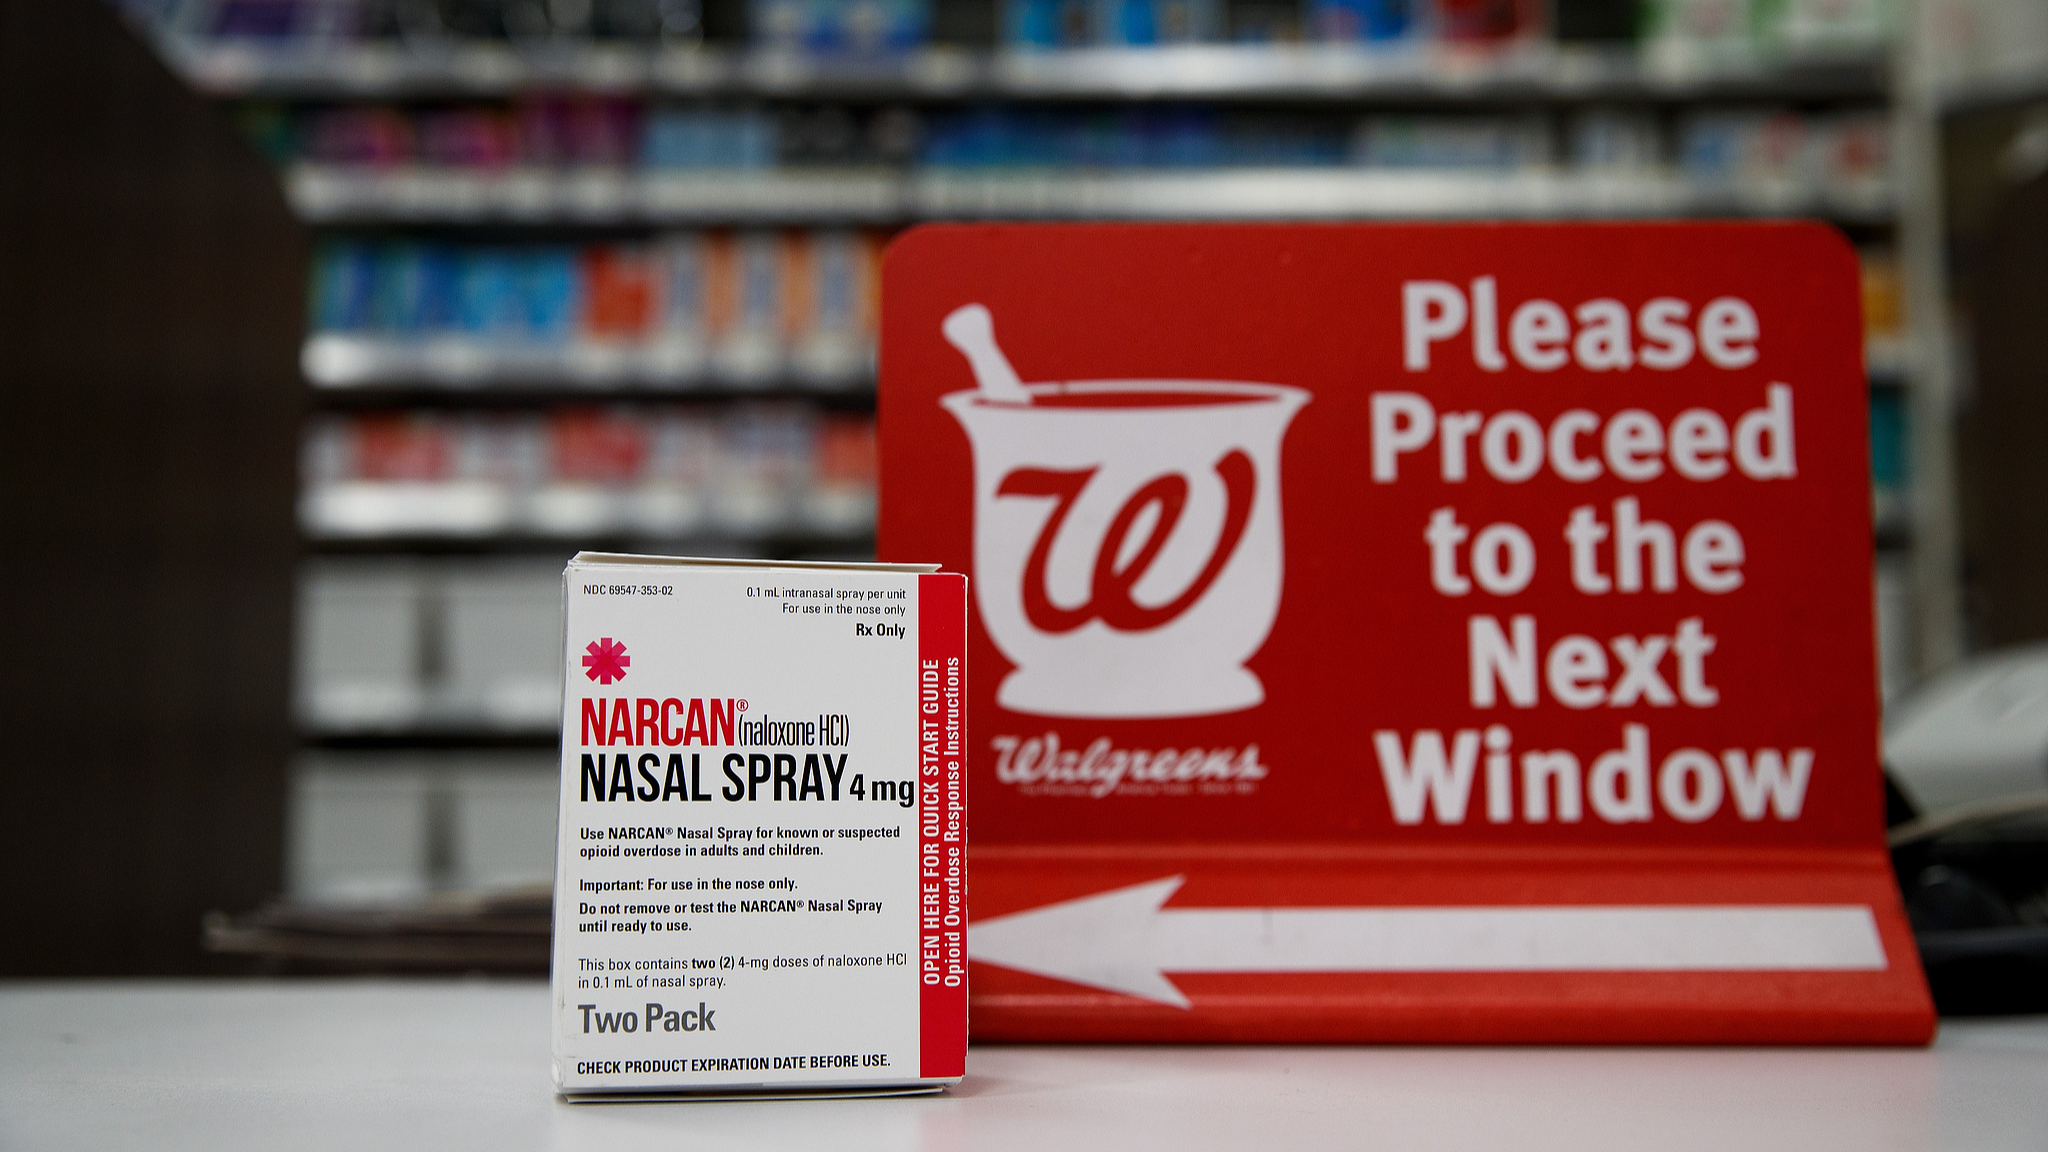 NDC 69547-353-02
0.1 mL intranasal spray per unit
For use in the nose only
Rx Only
NARCAN® (naloxone HCl)
NASAL SPRAY 4 mg
Use NARCAN® Nasal Spray for known or suspected
opioid overdose in adults and children.
Important: For use in the nose only.
Do not remove or test the NARCAN® Nasal Spray
until ready to use.
This box contains two (2) 4-mg doses of naloxone HCl
in 0.1 mL of nasal spray.
Two Pack
CHECK PRODUCT EXPIRATION DATE BEFORE USE.
OPEN HERE FOR QUICK START GUIDE
Opioid Overdose Response Instructions
W
Walgreens
Please
Proceed
to the
Next
Window